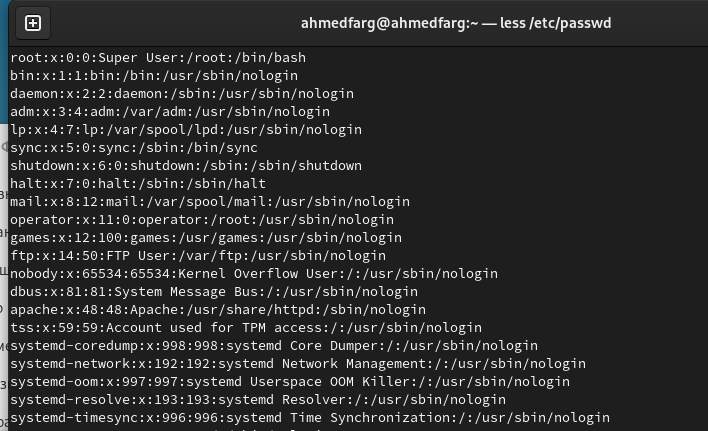 ahmedfarg@ahmedfarg:~ — less /etc/passwd
root:x:0:0:Super User:/root:/bin/bash
bin:x:1:1:bin:/bin:/usr/sbin/nologin
daemon:x:2:2:daemon:/sbin:/usr/sbin/nologin
adm:x:3:4:adm:/var/adm:/usr/sbin/nologin
lp:x:4:7:lp:/var/spool/lpd:/usr/sbin/nologin
sync:x:5:0:sync:/sbin:/bin/sync
shutdown:x:6:0:shutdown:/sbin:/sbin/shutdown
halt:x:7:0:halt:/sbin:/sbin/halt
mail:x:8:12:mail:/var/spool/mail:/usr/sbin/nologin
operator:x:11:0:operator:/root:/usr/sbin/nologin
games:x:12:100:games:/usr/games:/usr/sbin/nologin
ftp:x:14:50:FTP User:/var/ftp:/usr/sbin/nologin
nobody:x:65534:65534:Kernel Overflow User:/:/usr/sbin/nologin
dbus:x:81:81:System Message Bus:/:/usr/sbin/nologin
apache:x:48:48:Apache:/usr/share/httpd:/sbin/nologin
tss:x:59:59:Account used for TPM access:/:/usr/sbin/nologin
systemd-coredump:x:998:998:systemd Core Dumper:/:/usr/sbin/nologin
systemd-network:x:192:192:systemd Network Management:/:/usr/sbin/nologin
systemd-oom:x:997:997:systemd Userspace OOM Killer:/:/usr/sbin/nologin
systemd-resolve:x:193:193:systemd Resolver:/:/usr/sbin/nologin
systemd-timesync:x:996:996:systemd Time Synchronization:/:/usr/sbin/nologin